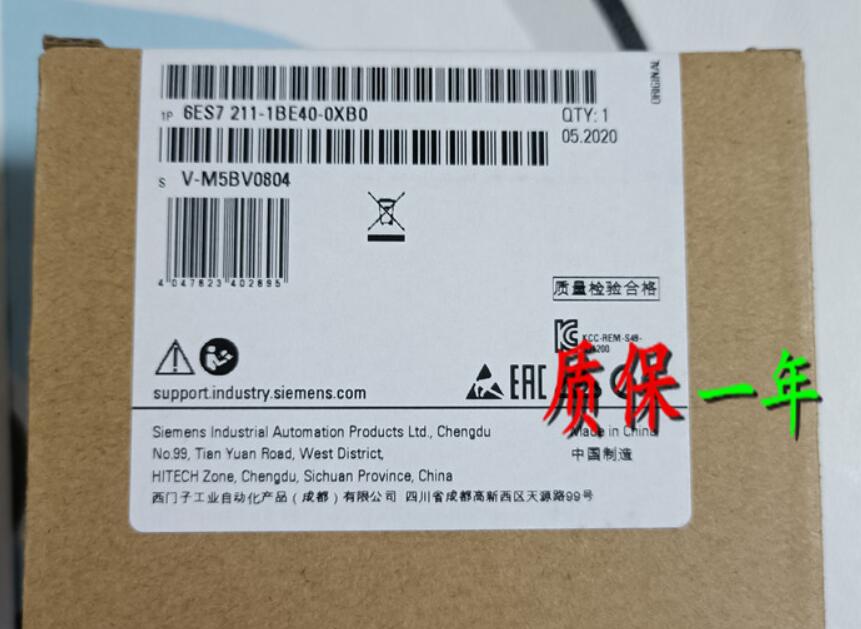 ORIGINAL
1P 6ES7 211-1BE40-0XB0
QTY: 1
05.2020
S V-M5BV0804
4 047823 402895
质量检验合格
KCC-REM-S49-
200
EAC
support.industry.siemens.com
质保一年
Siemens Industrial Automation Products Ltd., Chengdu
Made in China
No.99, Tian Yuan Road, West District,
中国制造
HITECH Zone, Chengdu, Sichuan Province, China
西门子工业自动化产品（成都）有限公司 四川省成都高新西区天源路99号